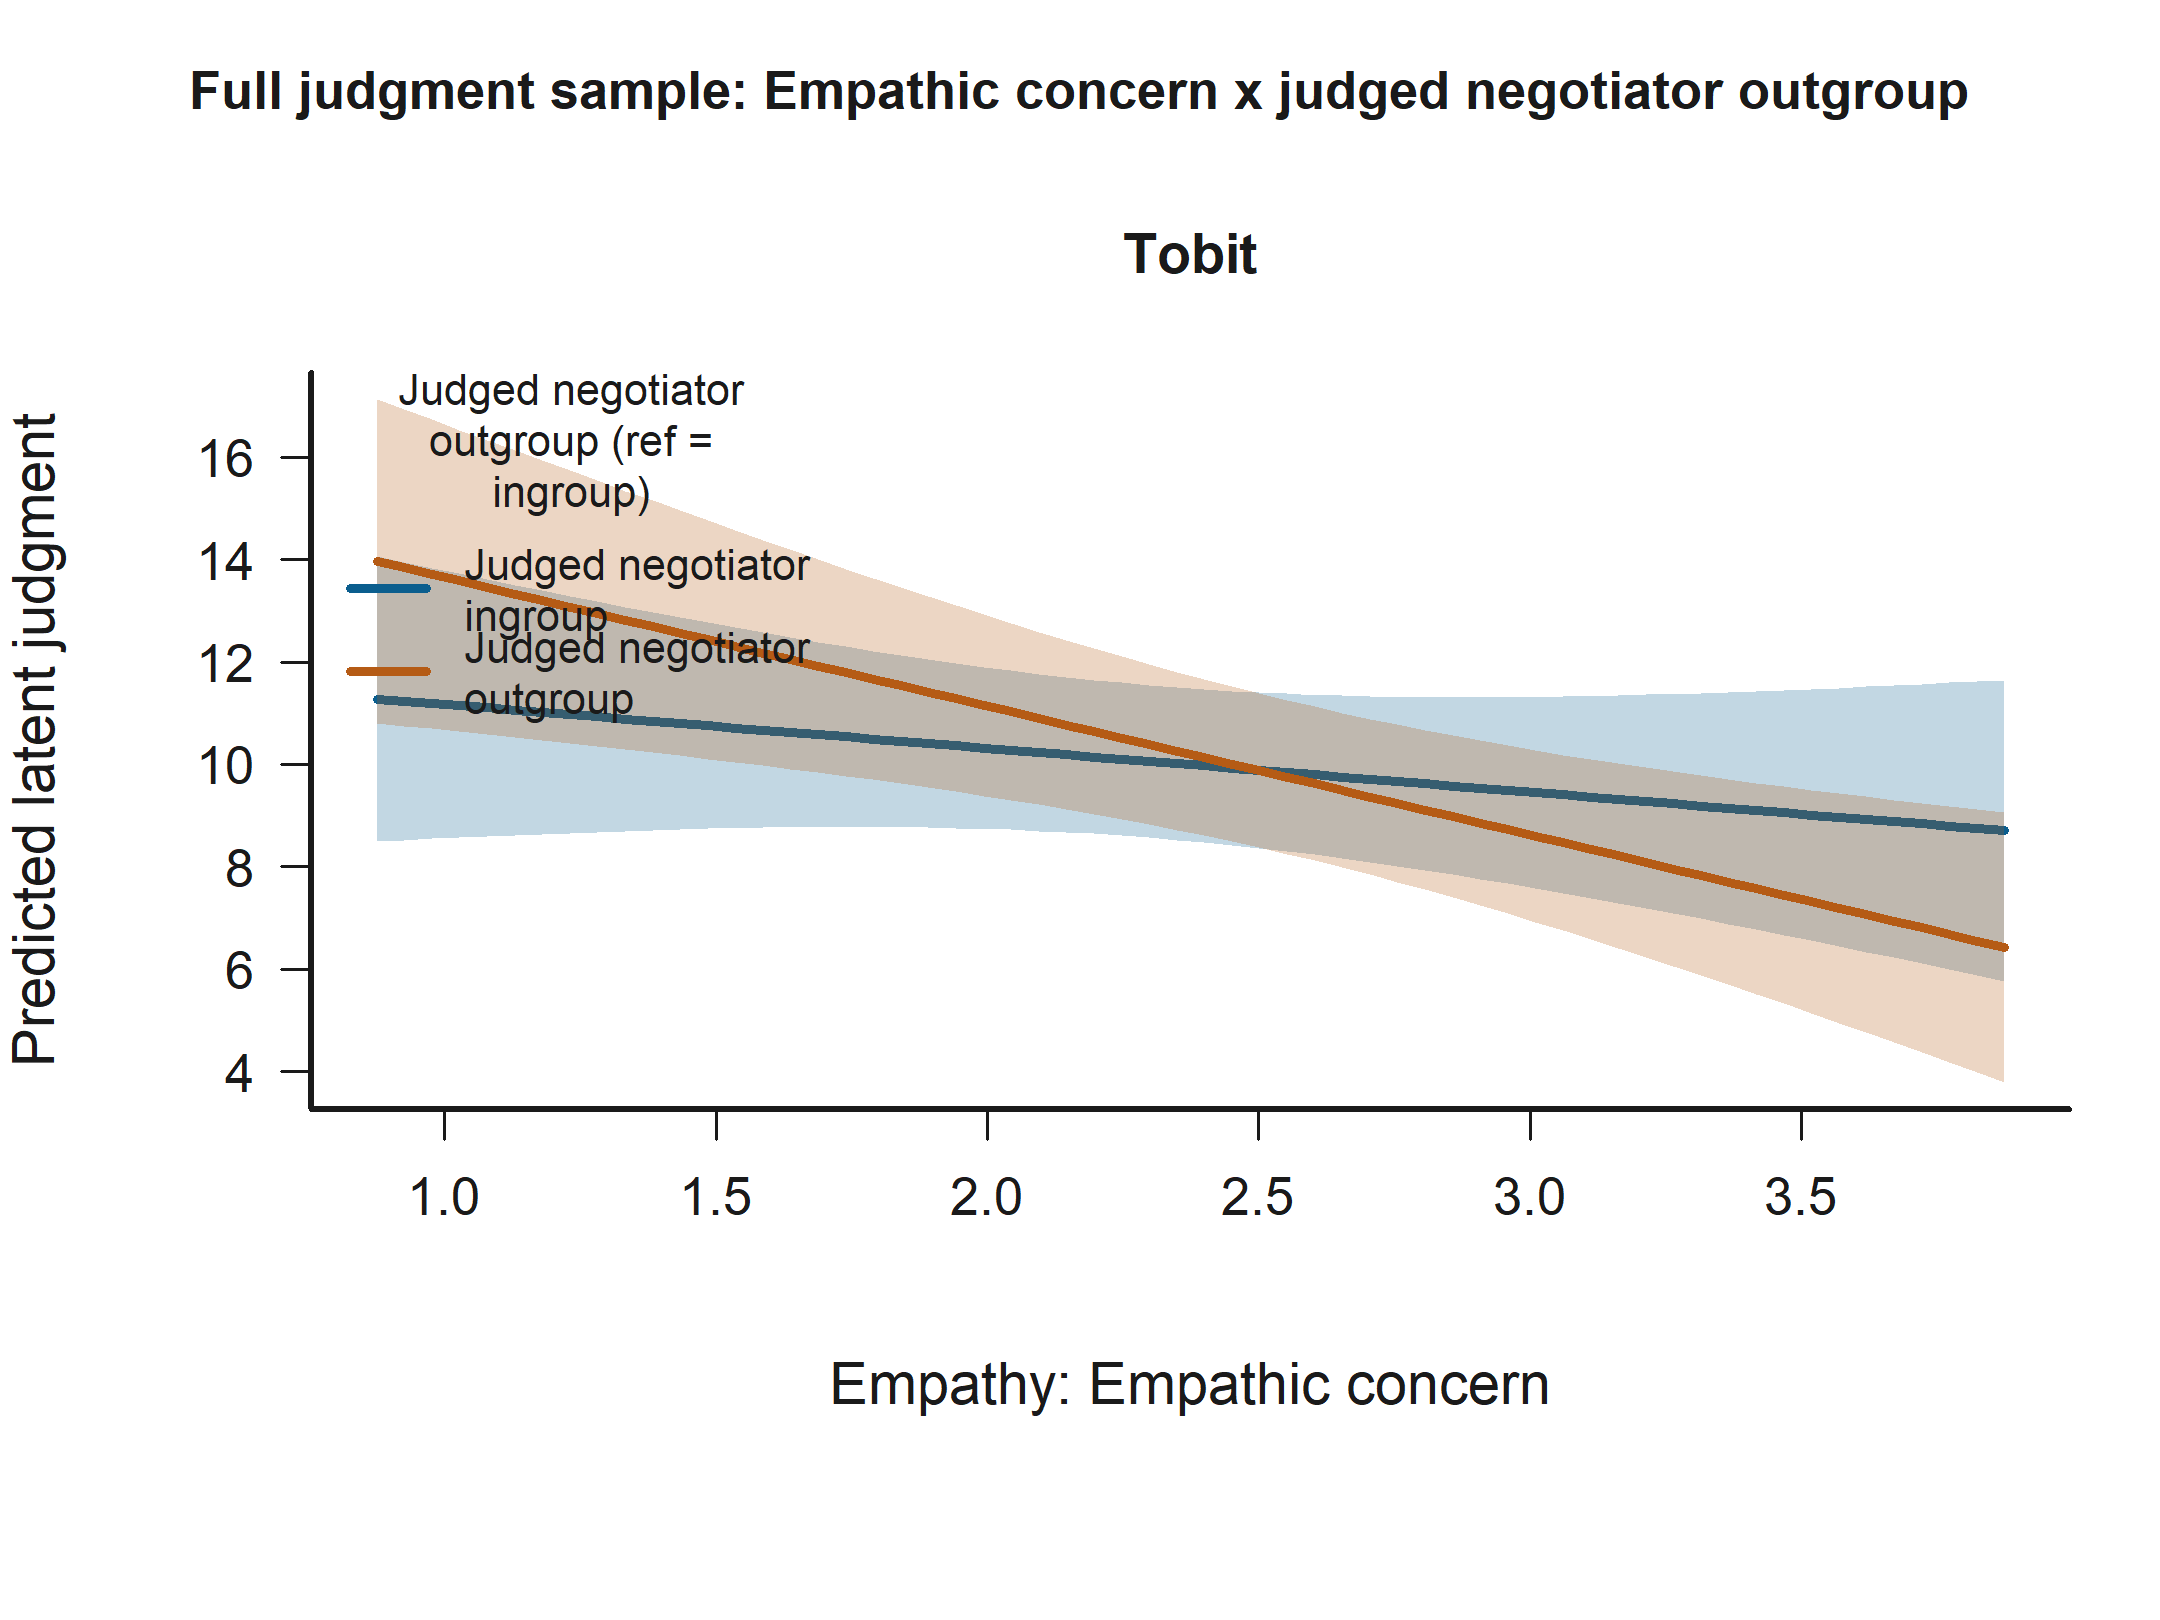 Full judgment sample: Empathic concern x judged negotiator outgroup
Tobit
Predicted latent judgment
16
14
12
10
8
6
4
Judged negotiator
outgroup (ref =
ingroup)
Judged negotiator
ingroup
Judged negotiator
outgroup
1.0 1.5 2.0 2.5 3.0 3.5
Empathy: Empathic concern